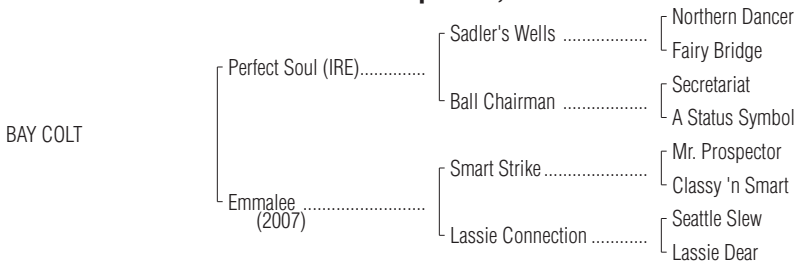 Northern Dancer
Sadler's Wells ..................
Fairy Bridge
Perfect Soul (IRE)..............
Secretariat
Ball Chairman ..................
A Status Symbol
BAY COLT
Mr. Prospector
Smart Strike......................
Classy 'n Smart
Emmalee ..........................
(2007)
Seattle Slew
Lassie Connection ............
Lassie Dear